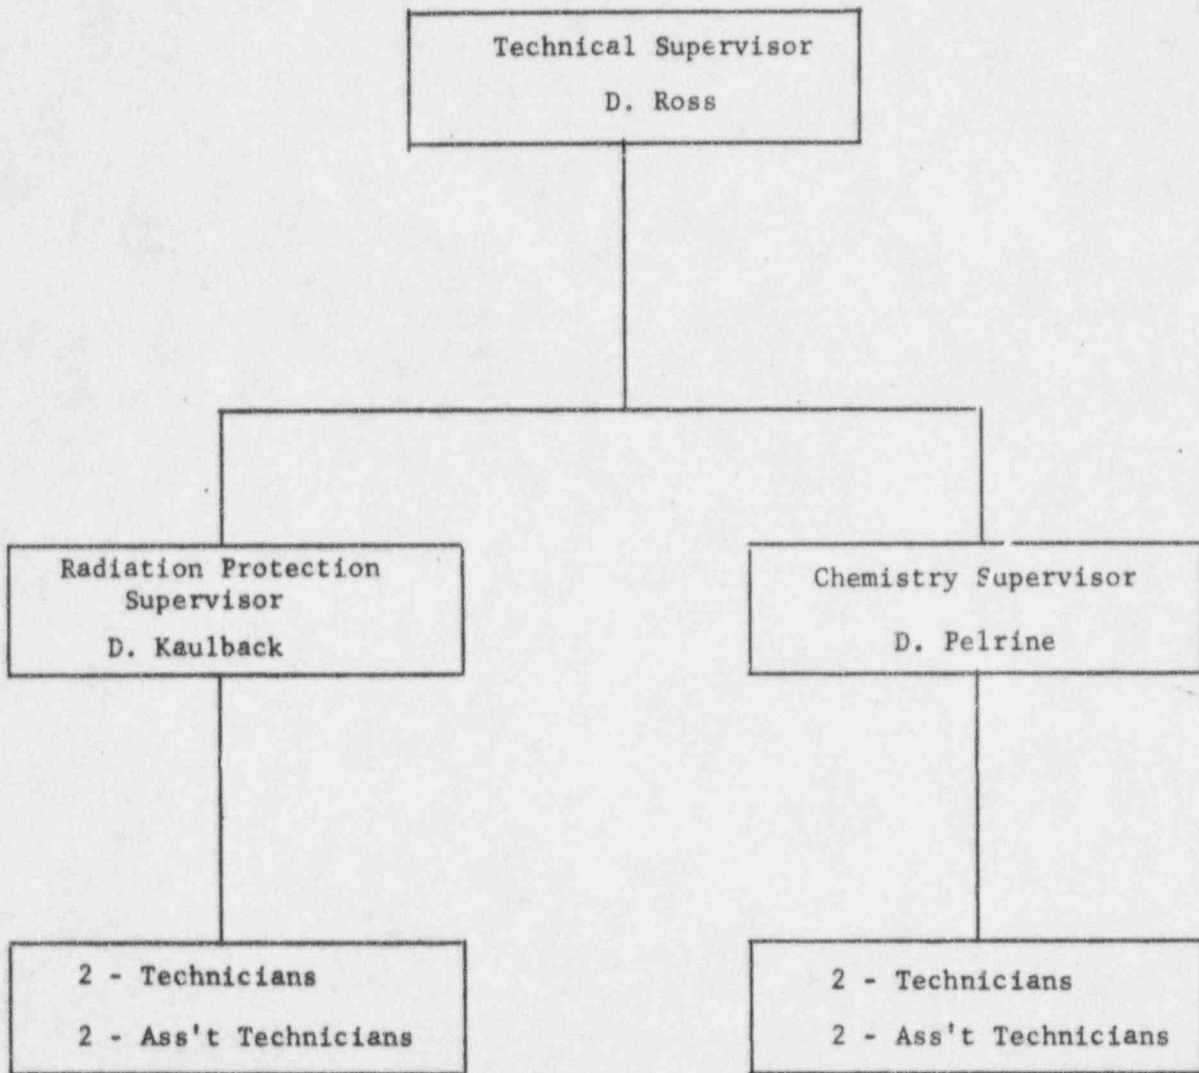 Technical Supervisor
D. Ross
Radiation Protection
Supervisor
D. Kaulback
Chemistry Supervisor
D. Pelrine
2 - Technicians
2 - Ass't Technicians
2 - Technicians
2 - Ass't Technicians